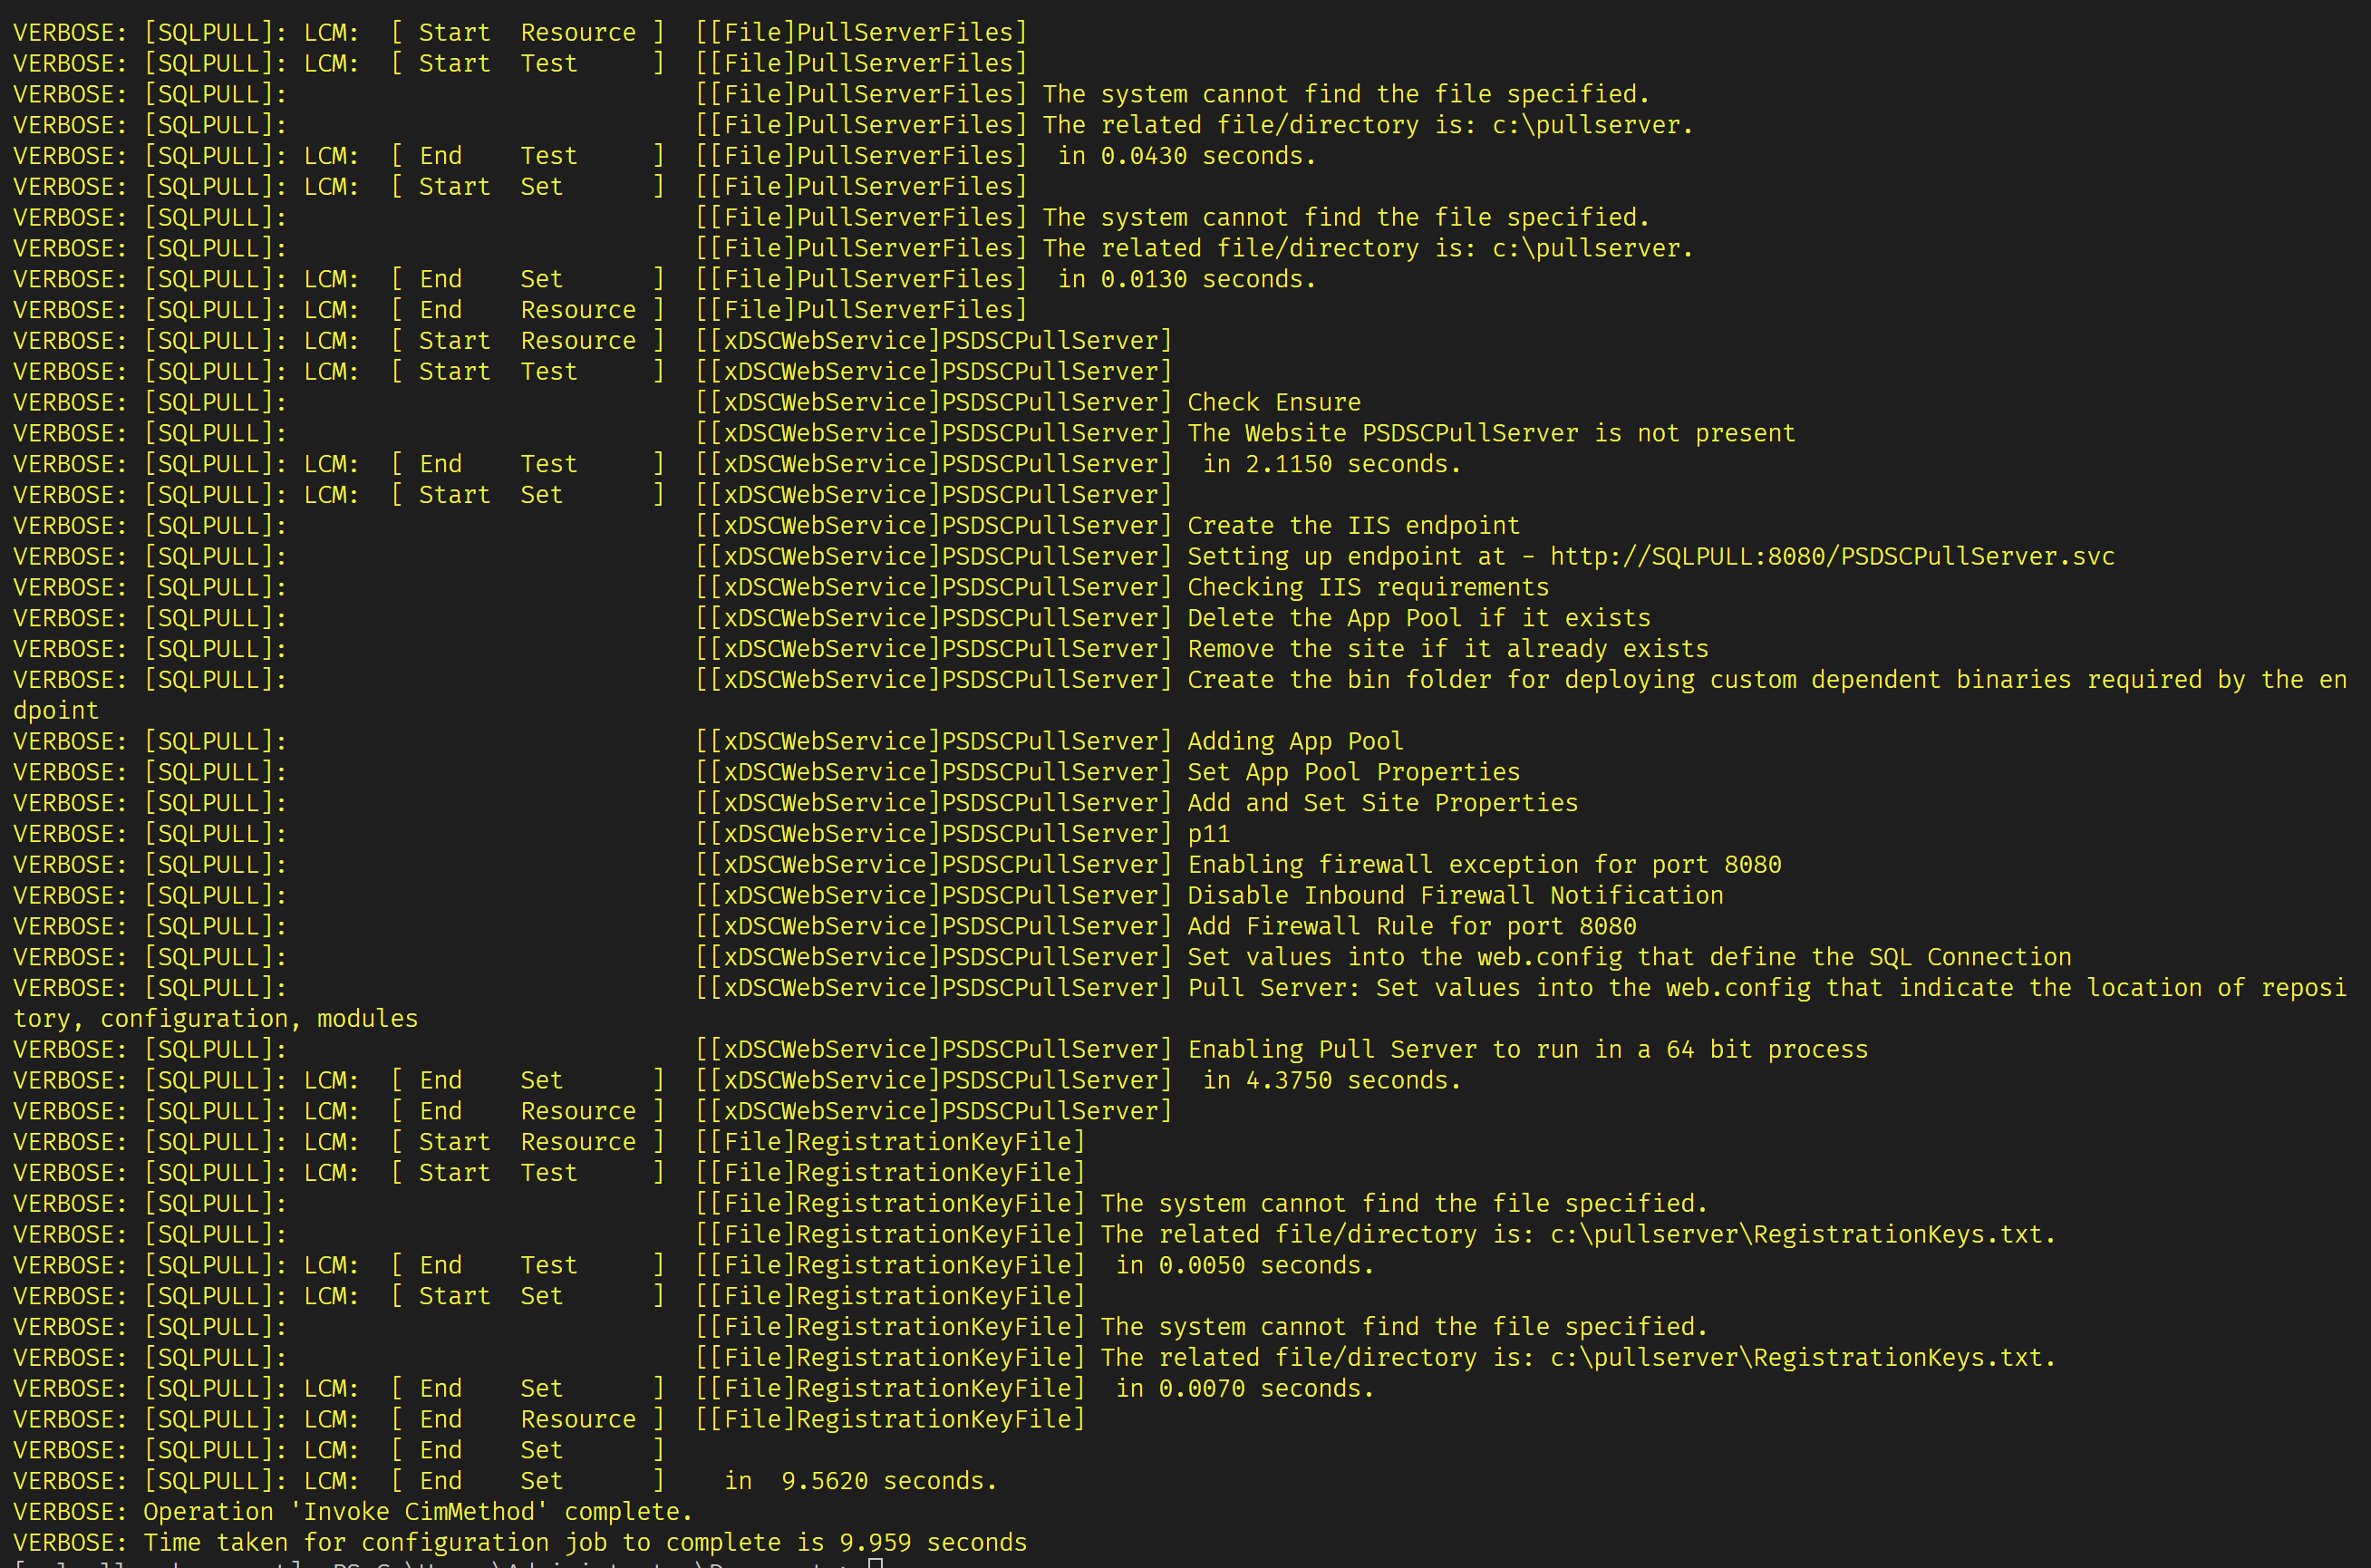 VERBOSE: [SQLPULL]: LCM:  [ Start  Resource ]  [[File]PullServerFiles]
VERBOSE: [SQLPULL]: LCM:  [ Start  Test     ]  [[File]PullServerFiles]
VERBOSE: [SQLPULL]:                            [[File]PullServerFiles] The system cannot find the file specified.
VERBOSE: [SQLPULL]:                            [[File]PullServerFiles] The related file/directory is: c:\pullserver.
VERBOSE: [SQLPULL]: LCM:  [ End    Test     ]  [[File]PullServerFiles]  in 0.0430 seconds.
VERBOSE: [SQLPULL]: LCM:  [ Start  Set      ]  [[File]PullServerFiles]
VERBOSE: [SQLPULL]:                            [[File]PullServerFiles] The system cannot find the file specified.
VERBOSE: [SQLPULL]:                            [[File]PullServerFiles] The related file/directory is: c:\pullserver.
VERBOSE: [SQLPULL]: LCM:  [ End    Set      ]  [[File]PullServerFiles]  in 0.0130 seconds.
VERBOSE: [SQLPULL]: LCM:  [ End    Resource ]  [[File]PullServerFiles]
VERBOSE: [SQLPULL]: LCM:  [ Start  Resource ]  [[xDSCWebService]PSDSCPullServer]
VERBOSE: [SQLPULL]: LCM:  [ Start  Test     ]  [[xDSCWebService]PSDSCPullServer]
VERBOSE: [SQLPULL]:                            [[xDSCWebService]PSDSCPullServer] Check Ensure
VERBOSE: [SQLPULL]:                            [[xDSCWebService]PSDSCPullServer] The Website PSDSCPullServer is not present
VERBOSE: [SQLPULL]: LCM:  [ End    Test     ]  [[xDSCWebService]PSDSCPullServer]  in 2.1150 seconds.
VERBOSE: [SQLPULL]: LCM:  [ Start  Set      ]  [[xDSCWebService]PSDSCPullServer]
VERBOSE: [SQLPULL]:                            [[xDSCWebService]PSDSCPullServer] Create the IIS endpoint
VERBOSE: [SQLPULL]:                            [[xDSCWebService]PSDSCPullServer] Setting up endpoint at - http://SQLPULL:8080/PSDSCPullServer.svc
VERBOSE: [SQLPULL]:                            [[xDSCWebService]PSDSCPullServer] Checking IIS requirements
VERBOSE: [SQLPULL]:                            [[xDSCWebService]PSDSCPullServer] Delete the App Pool if it exists
VERBOSE: [SQLPULL]:                            [[xDSCWebService]PSDSCPullServer] Remove the site if it already exists
VERBOSE: [SQLPULL]:                            [[xDSCWebService]PSDSCPullServer] Create the bin folder for deploying custom dependent binaries required by the en
dpoint
VERBOSE: [SQLPULL]:                            [[xDSCWebService]PSDSCPullServer] Adding App Pool
VERBOSE: [SQLPULL]:                            [[xDSCWebService]PSDSCPullServer] Set App Pool Properties
VERBOSE: [SQLPULL]:                            [[xDSCWebService]PSDSCPullServer] Add and Set Site Properties
VERBOSE: [SQLPULL]:                            [[xDSCWebService]PSDSCPullServer] p11
VERBOSE: [SQLPULL]:                            [[xDSCWebService]PSDSCPullServer] Enabling firewall exception for port 8080
VERBOSE: [SQLPULL]:                            [[xDSCWebService]PSDSCPullServer] Disable Inbound Firewall Notification
VERBOSE: [SQLPULL]:                            [[xDSCWebService]PSDSCPullServer] Add Firewall Rule for port 8080
VERBOSE: [SQLPULL]:                            [[xDSCWebService]PSDSCPullServer] Set values into the web.config that define the SQL Connection
VERBOSE: [SQLPULL]:                            [[xDSCWebService]PSDSCPullServer] Pull Server: Set values into the web.config that indicate the location of reposi
tory, configuration, modules
VERBOSE: [SQLPULL]:                            [[xDSCWebService]PSDSCPullServer] Enabling Pull Server to run in a 64 bit process
VERBOSE: [SQLPULL]: LCM:  [ End    Set      ]  [[xDSCWebService]PSDSCPullServer]  in 4.3750 seconds.
VERBOSE: [SQLPULL]: LCM:  [ End    Resource ]  [[xDSCWebService]PSDSCPullServer]
VERBOSE: [SQLPULL]: LCM:  [ Start  Resource ]  [[File]RegistrationKeyFile]
VERBOSE: [SQLPULL]: LCM:  [ Start  Test     ]  [[File]RegistrationKeyFile]
VERBOSE: [SQLPULL]:                            [[File]RegistrationKeyFile] The system cannot find the file specified.
VERBOSE: [SQLPULL]:                            [[File]RegistrationKeyFile] The related file/directory is: c:\pullserver\RegistrationKeys.txt.
VERBOSE: [SQLPULL]: LCM:  [ End    Test     ]  [[File]RegistrationKeyFile]  in 0.0050 seconds.
VERBOSE: [SQLPULL]: LCM:  [ Start  Set      ]  [[File]RegistrationKeyFile]
VERBOSE: [SQLPULL]:                            [[File]RegistrationKeyFile] The system cannot find the file specified.
VERBOSE: [SQLPULL]:                            [[File]RegistrationKeyFile] The related file/directory is: c:\pullserver\RegistrationKeys.txt.
VERBOSE: [SQLPULL]: LCM:  [ End    Set      ]  [[File]RegistrationKeyFile]  in 0.0070 seconds.
VERBOSE: [SQLPULL]: LCM:  [ End    Resource ]  [[File]RegistrationKeyFile]
VERBOSE: [SQLPULL]: LCM:  [ End    Set      ]
VERBOSE: [SQLPULL]: LCM:  [ End    Set      ]    in  9.5620 seconds.
VERBOSE: Operation 'Invoke CimMethod' complete.
VERBOSE: Time taken for configuration job to complete is 9.959 seconds